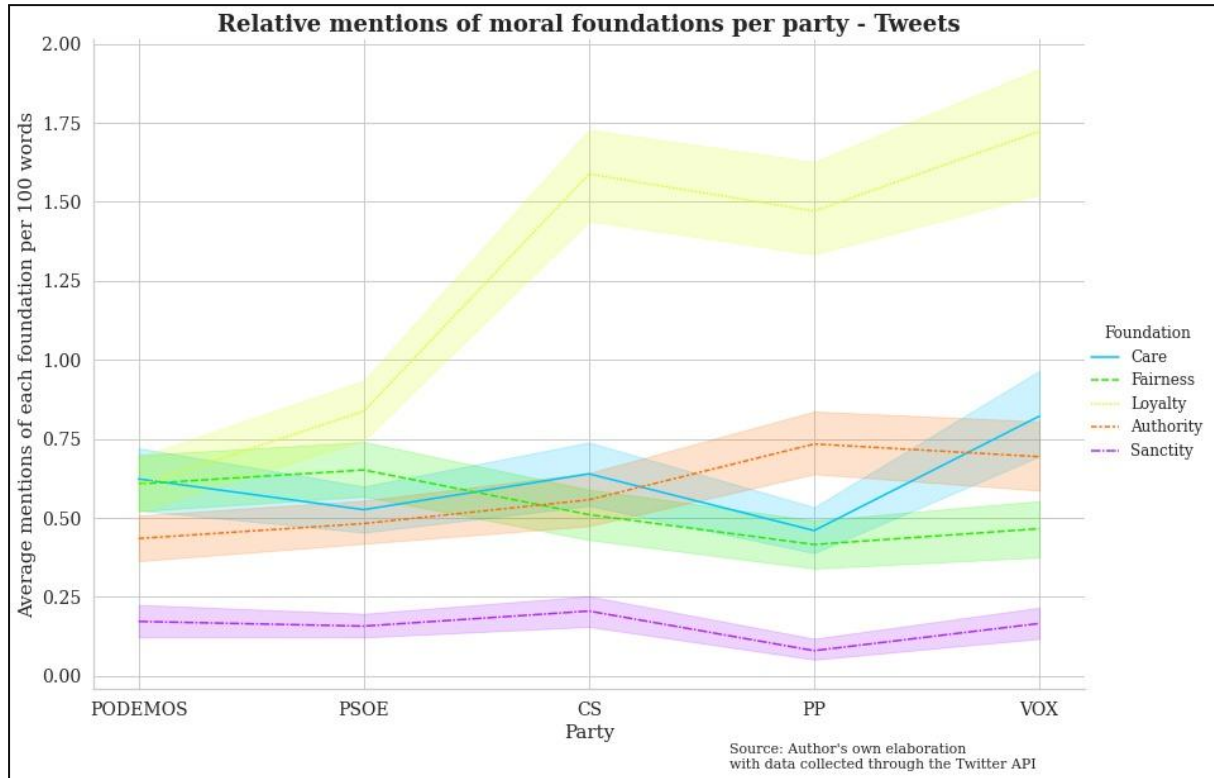 Relative mentions of moral foundations per party - Tweets
Average mentions of each foundation per 100 words
2.00
1.75
1.50
1.25
1.00
0.75
0.50
0.25
0.00
PODEMOS
PSOE
CS
PP
VOX
Party
Foundation
Care
Fairness
Loyalty
Authority
Sanctity
Source: Author's own elaboration
with data collected through the Twitter API